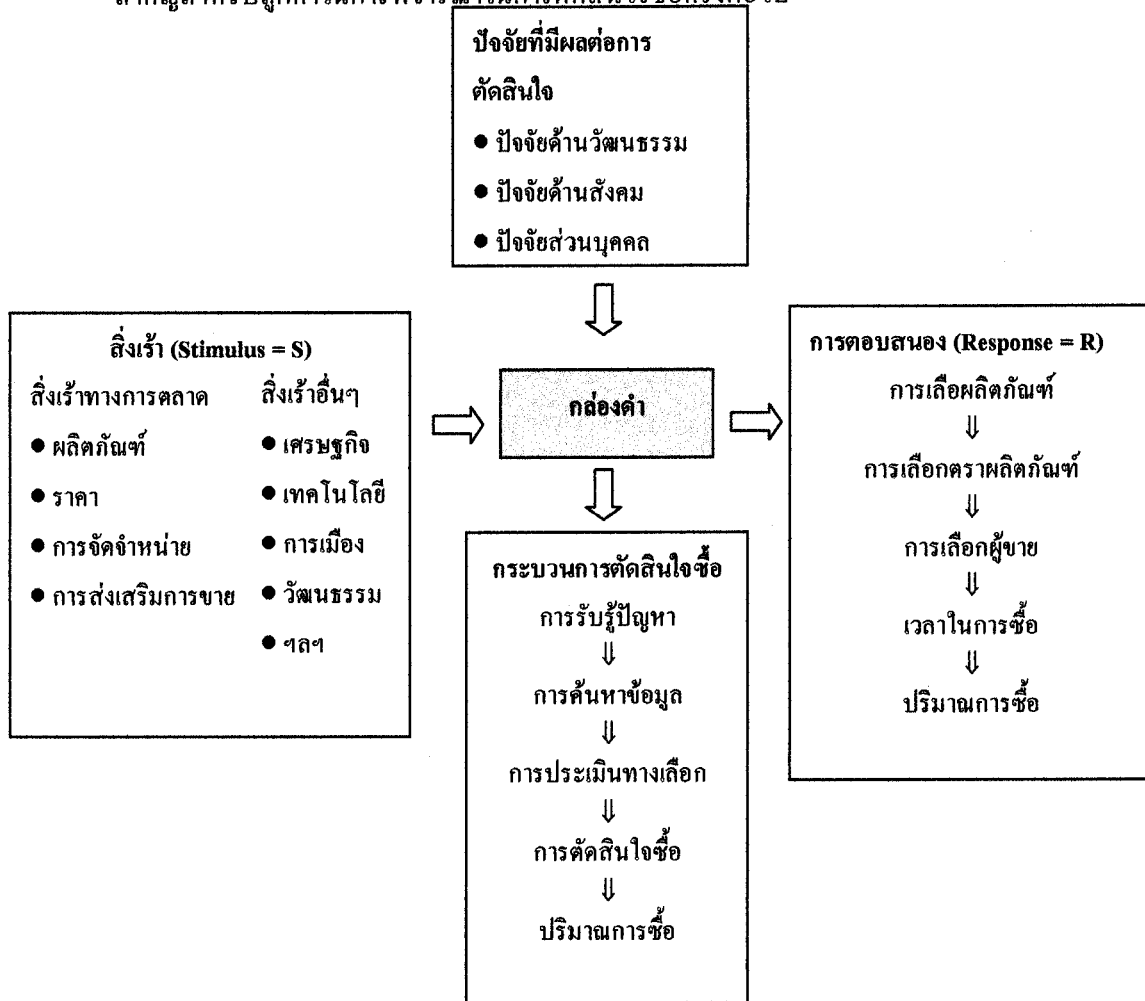 ปัจจัยที่มีผลต่อการ
ตัดสินใจ
● ปัจจัยด้านวัฒนธรรม
● ปัจจัยด้านสังคม
● ปัจจัยส่วนบุคคล
สิ่งเร้า (Stimulus = S)
สิ่งเร้าทางการตลาด สิ่งเร้าอื่นๆ
● ผลิตภัณฑ์ ● เศรษฐกิจ
● ราคา ● เทคโนโลยี
● การจัดจำหน่าย ● การเมือง
● การส่งเสริมการขาย ● วัฒนธรรม
● ฯลฯ
กล่องดำ
การตอบสนอง (Response = R)
การเลือผลิตภัณฑ์
⇓
การเลือกตราผลิตภัณฑ์
⇓
การเลือกผู้ขาย
⇓
เวลาในการซื้อ
⇓
ปริมาณการซื้อ
กระบวนการตัดสินใจซื้อ
การรับรู้ปัญหา
⇓
การค้นหาข้อมูล
⇓
การประเมินทางเลือก
⇓
การตัดสินใจซื้อ
⇓
ปริมาณการซื้อ